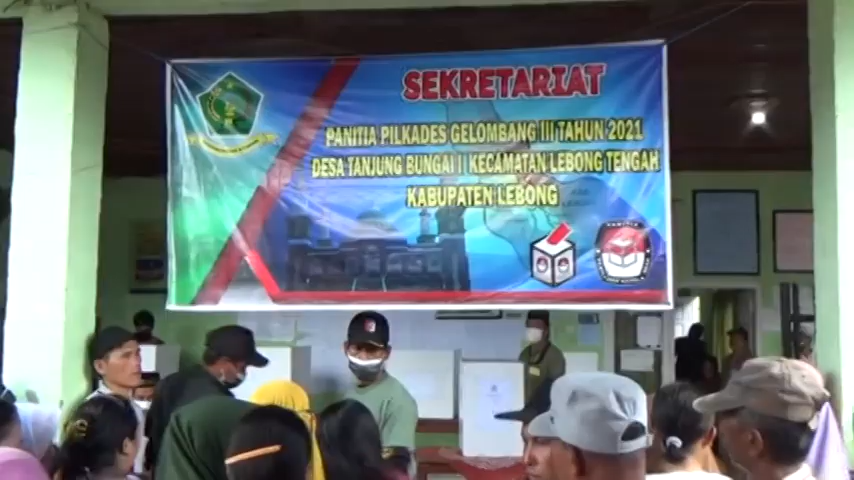 SEKRETARIAT
PANITIA PILKADES GELOMBANG III TAHUN 2021
DESA TANJUNG BUNGAI I KECAMATAN LEBONG TENGAH
KABUPATEN LEBONG